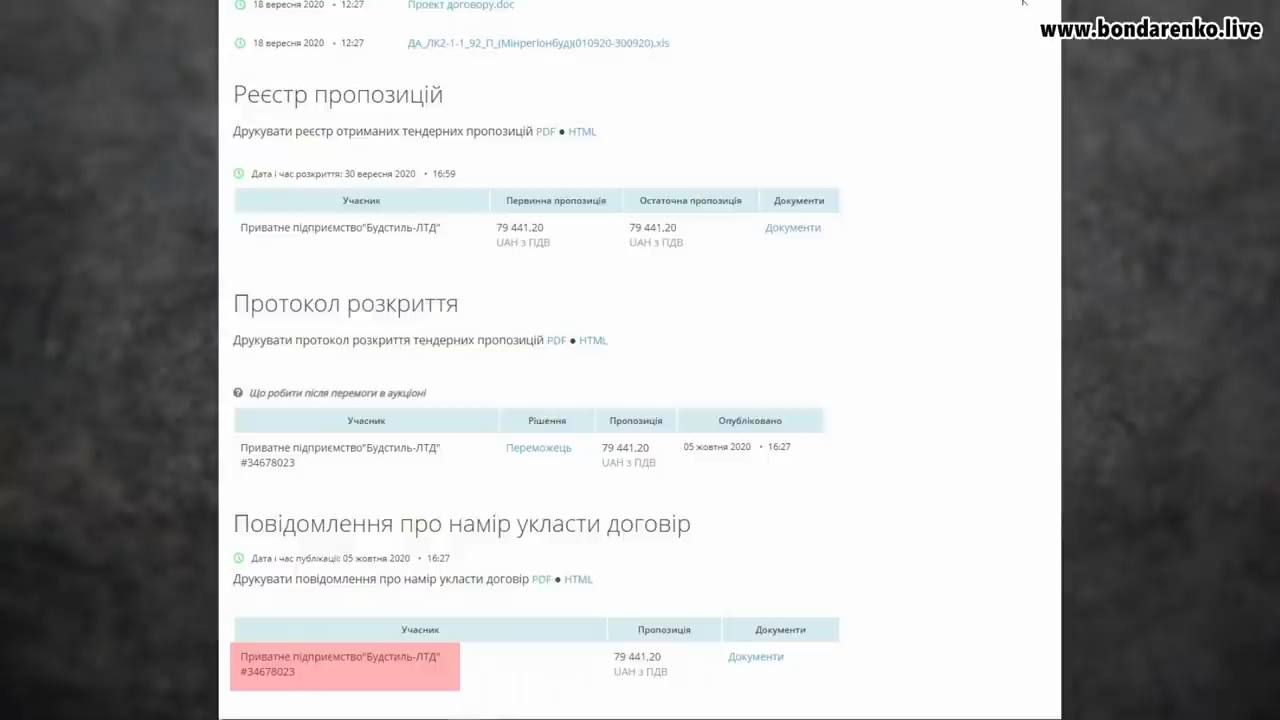 www.bondarenko.live
18 вересня 2020 • 12:27 Проект договору.doc
18 вересня 2020 • 12:27 ДА_ЛК2-1-1_92_П_(Мінрегіонбуд)(010920-300920).xls
Реєстр пропозицій
Друкувати реєстр отриманих тендерних пропозицій PDF ● HTML
Дата і час розкриття: 30 вересня 2020 • 16:59
Учасник Первинна пропозиція Остаточна пропозиція Документи
Приватне підприємство"Будстиль-ЛТД" 79 441,20 79 441,20 Документи
UAH з ПДВ UAH з ПДВ
Протокол розкриття
Друкувати протокол розкриття тендерних пропозицій PDF ● HTML
Що робити після перемоги в аукціоні
Учасник Рішення Пропозиція Опубліковано
Приватне підприємство"Будстиль-ЛТД" Переможець 79 441,20 05 жовтня 2020 • 16:27
#34678023 UAH з ПДВ
Повідомлення про намір укласти договір
Дата і час публікації: 05 жовтня 2020 • 16:27
Друкувати повідомлення про намір укласти договір PDF ● HTML
Учасник Пропозиція Документи
Приватне підприємство"Будстиль-ЛТД" 79 441,20 Документи
#34678023 UAH з ПДВ